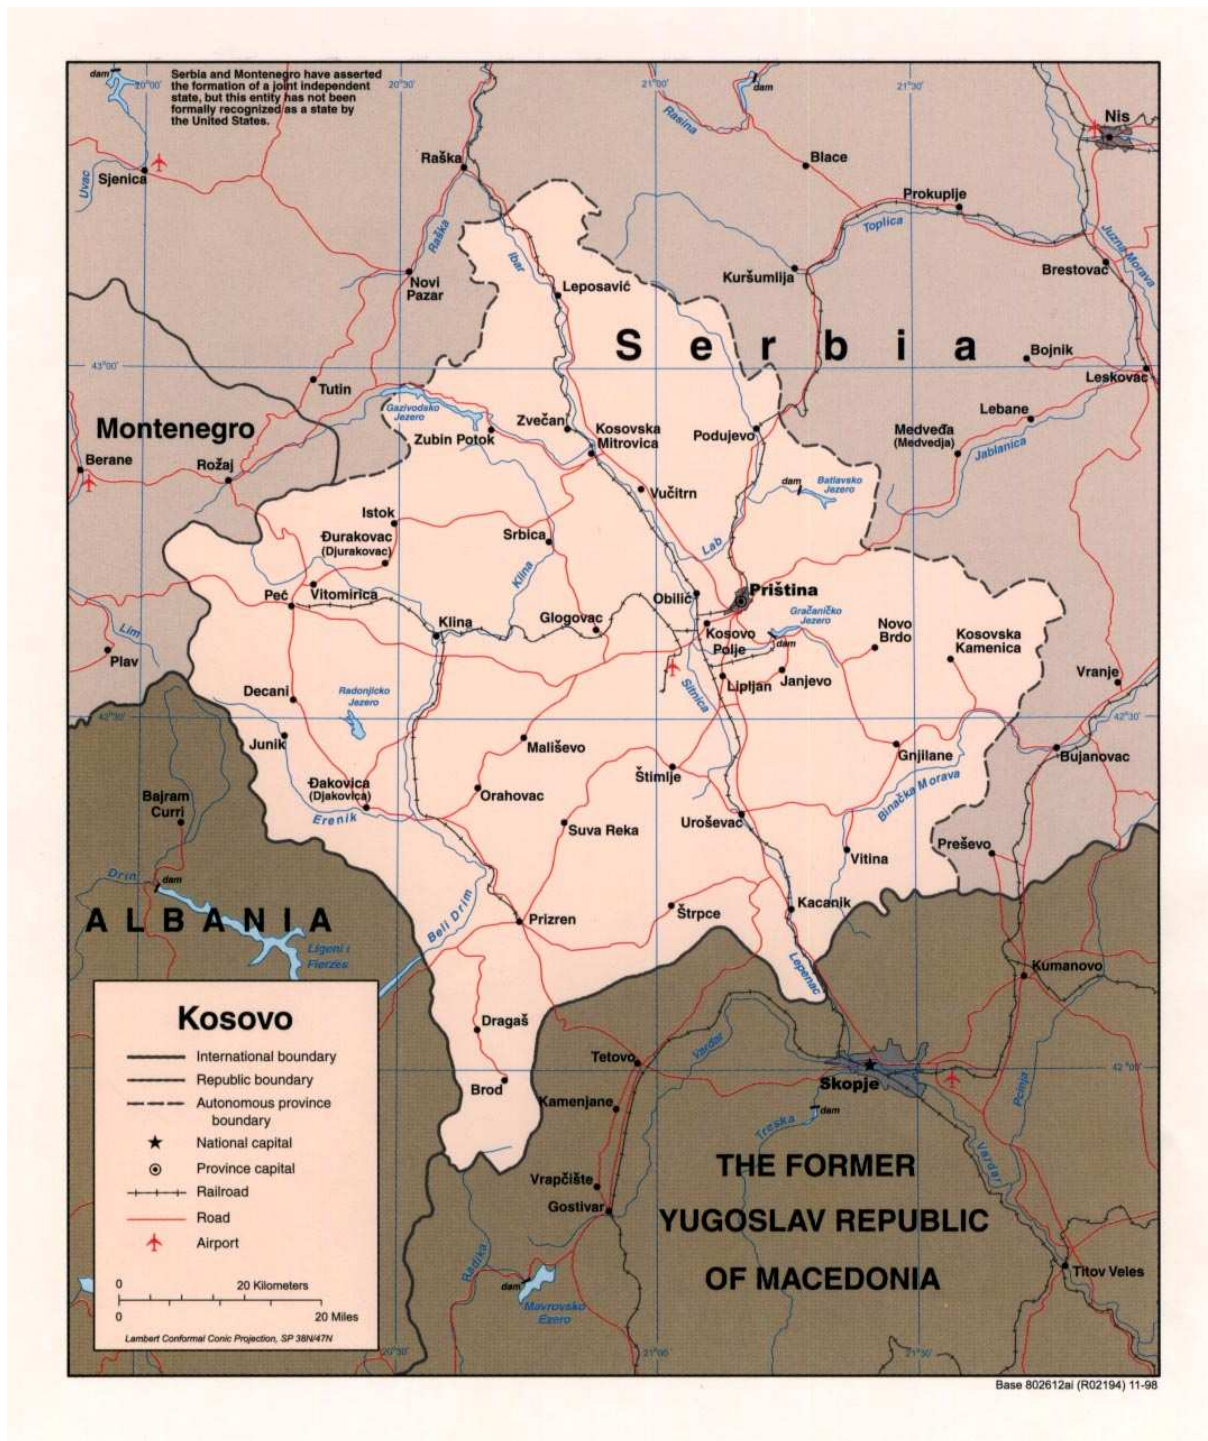 Serbia and Montenegro have asserted
the formation of a joint independent
state, but this entity has not been
formally recognized as a state by
the United States.
dam
20°00'
20°30'
21°00'
21°30'
dam
Rasina
Nis
Raška
Blace
Sjenica
Uvac
Prokuplje
Toplica
Raška
Ibar
Juzna Morava
Novi
Pazar
Leposavić
Kuršumlija
Brestovac
Serbia
43°00'
Bojnik
Leskovac
Tutin
Gazivodsko
Jezero
Zvečan
Kosovska
Mitrovica
Podujevo
Lebane
Medveđa
(Medvedja)
Jablanica
Montenegro
Zubin Potok
Berane
Rožaj
Vučitrn
dam
Batlavsko
Jezero
Istok
Đurakovac
(Djurakovac)
Srbica
Lab
Klina
Peć
Vitomirica
Obilić
Priština
Klina
Glogovac
Gračaničko
Jezero
Kosovo
Polje
dam
Novo
Brdo
Kosovska
Kamenica
Lim
Plav
Decani
Radonjicko
Jezero
Sitnica
Lipljan
Janjevo
Vranje
42°30'
42°30'
Junik
Mališevo
Gnjilane
Bujanovac
Đakovica
(Djakovica)
Štimlje
Bajram
Curri
Orahovac
Binačka Morava
Erenik
Suva Reka
Uroševac
Vitina
Preševo
Drin
dam
ALBANIA
Beli Drim
Prizren
Štrpce
Kacanik
Ligeni i
Fierzes
Lepenac
Kumanovo
Dragaš
Vardar
Tetovo
Skopje
42°00'
Brod
Kamenjane
Treska
dam
Pcinja
Vardar
THE FORMER
YUGOSLAV REPUBLIC
OF MACEDONIA
Vrapčište
Gostivar
Radika
dam
Mavrovsko
Ezero
Titov Veles
Kosovo
International boundary
Republic boundary
Autonomous province
boundary
National capital
Province capital
Railroad
Road
Airport
0 20 Kilometers
0 20 Miles
Lambert Conformal Conic Projection, SP 38N/47N
20°30'
21°00'
21°30'
Base 802612ai (R02194) 11-98